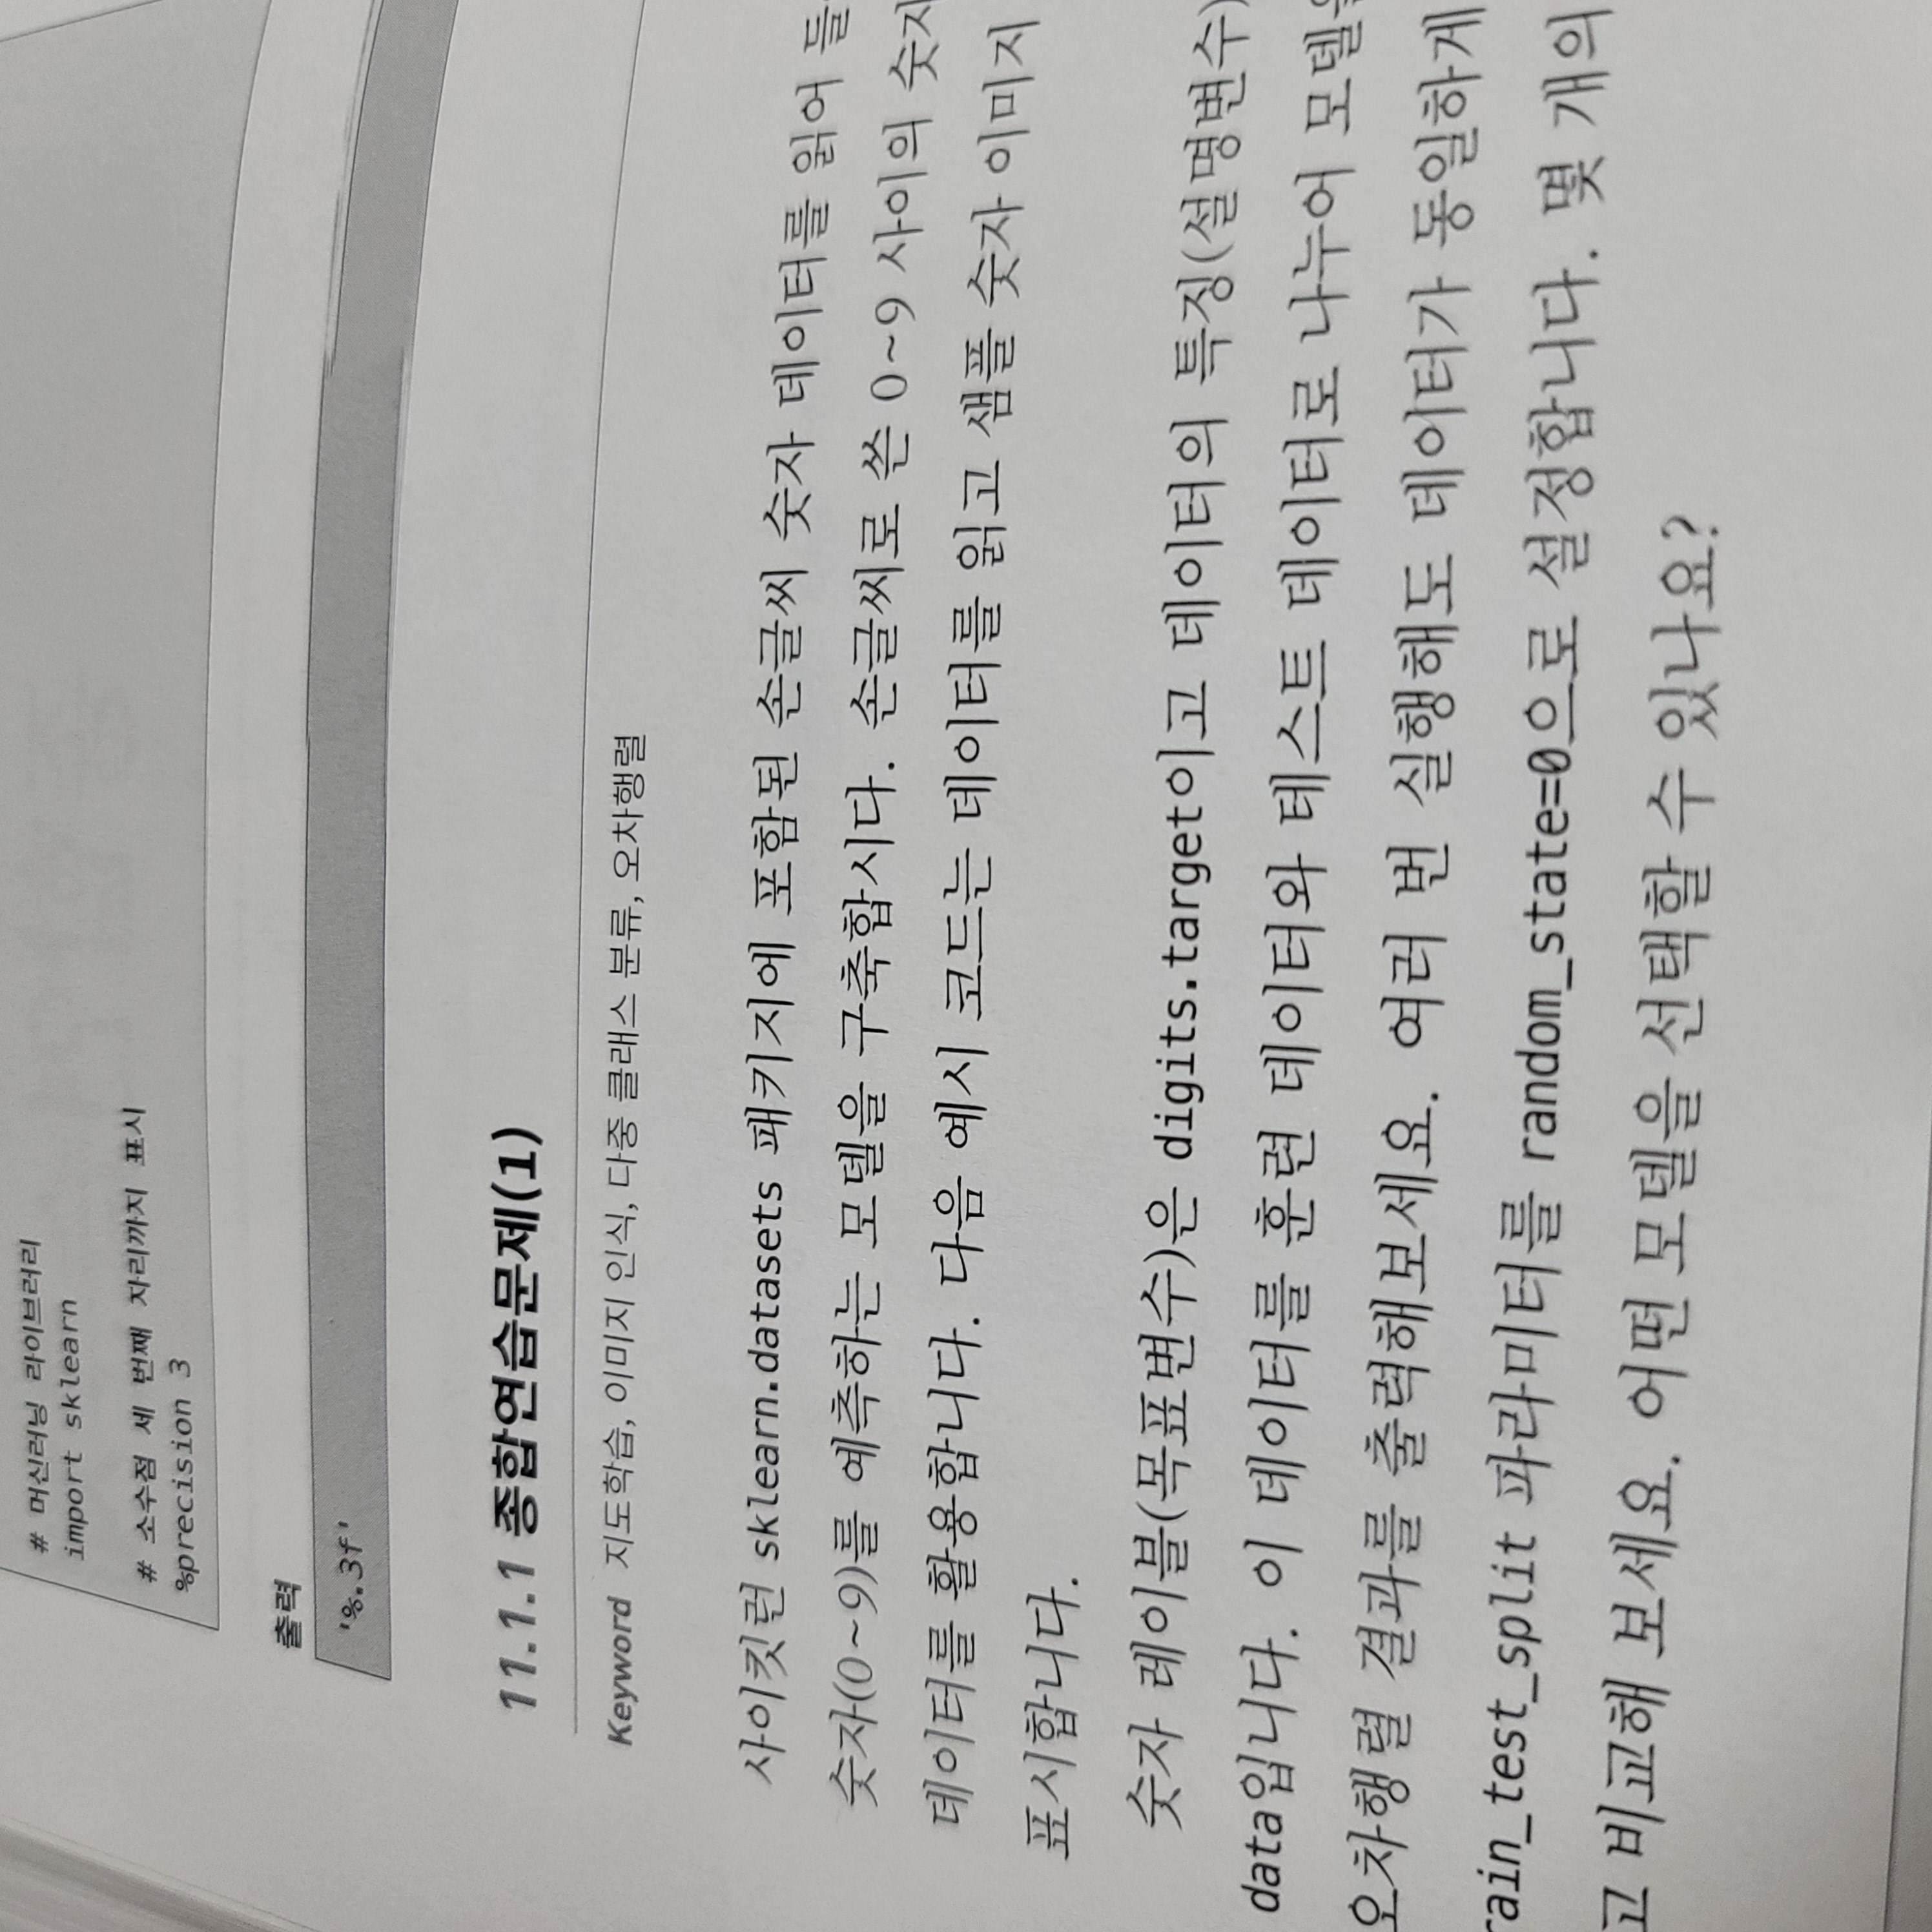 # 머신러닝 라이브러리
import sklearn
# 소수점 세 번째 자리까지 표시
%precision 3
출력
'%.3f'
11.1.1 종합연습문제(1)
Keyword 지도학습, 이미지 인식, 다중 클래스 분류, 오차행렬
사이킷런 sklearn.datasets 패키지에 포함된 손글씨 숫자 데이터를 읽어 들
숫자(0~9)를 예측하는 모델을 구축합시다. 손글씨로 쓴 0~9 사이의 숫자
데이터를 활용합니다. 다음 예시 코드는 데이터를 읽고 샘플 숫자 이미지
표시합니다.
숫자 레이블(목표변수)은 digits.target이고 데이터의 특징(설명변수)
data입니다. 이 데이터를 훈련 데이터와 테스트 데이터로 나누어 모델을
오차행렬 결과를 출력해보세요. 여러 번 실행해도 데이터가 동일하게
rain_test_split 파라미터를 random_state=0으로 설정합니다. 몇 개의
고 비교해 보세요. 어떤 모델을 선택할 수 있나요?